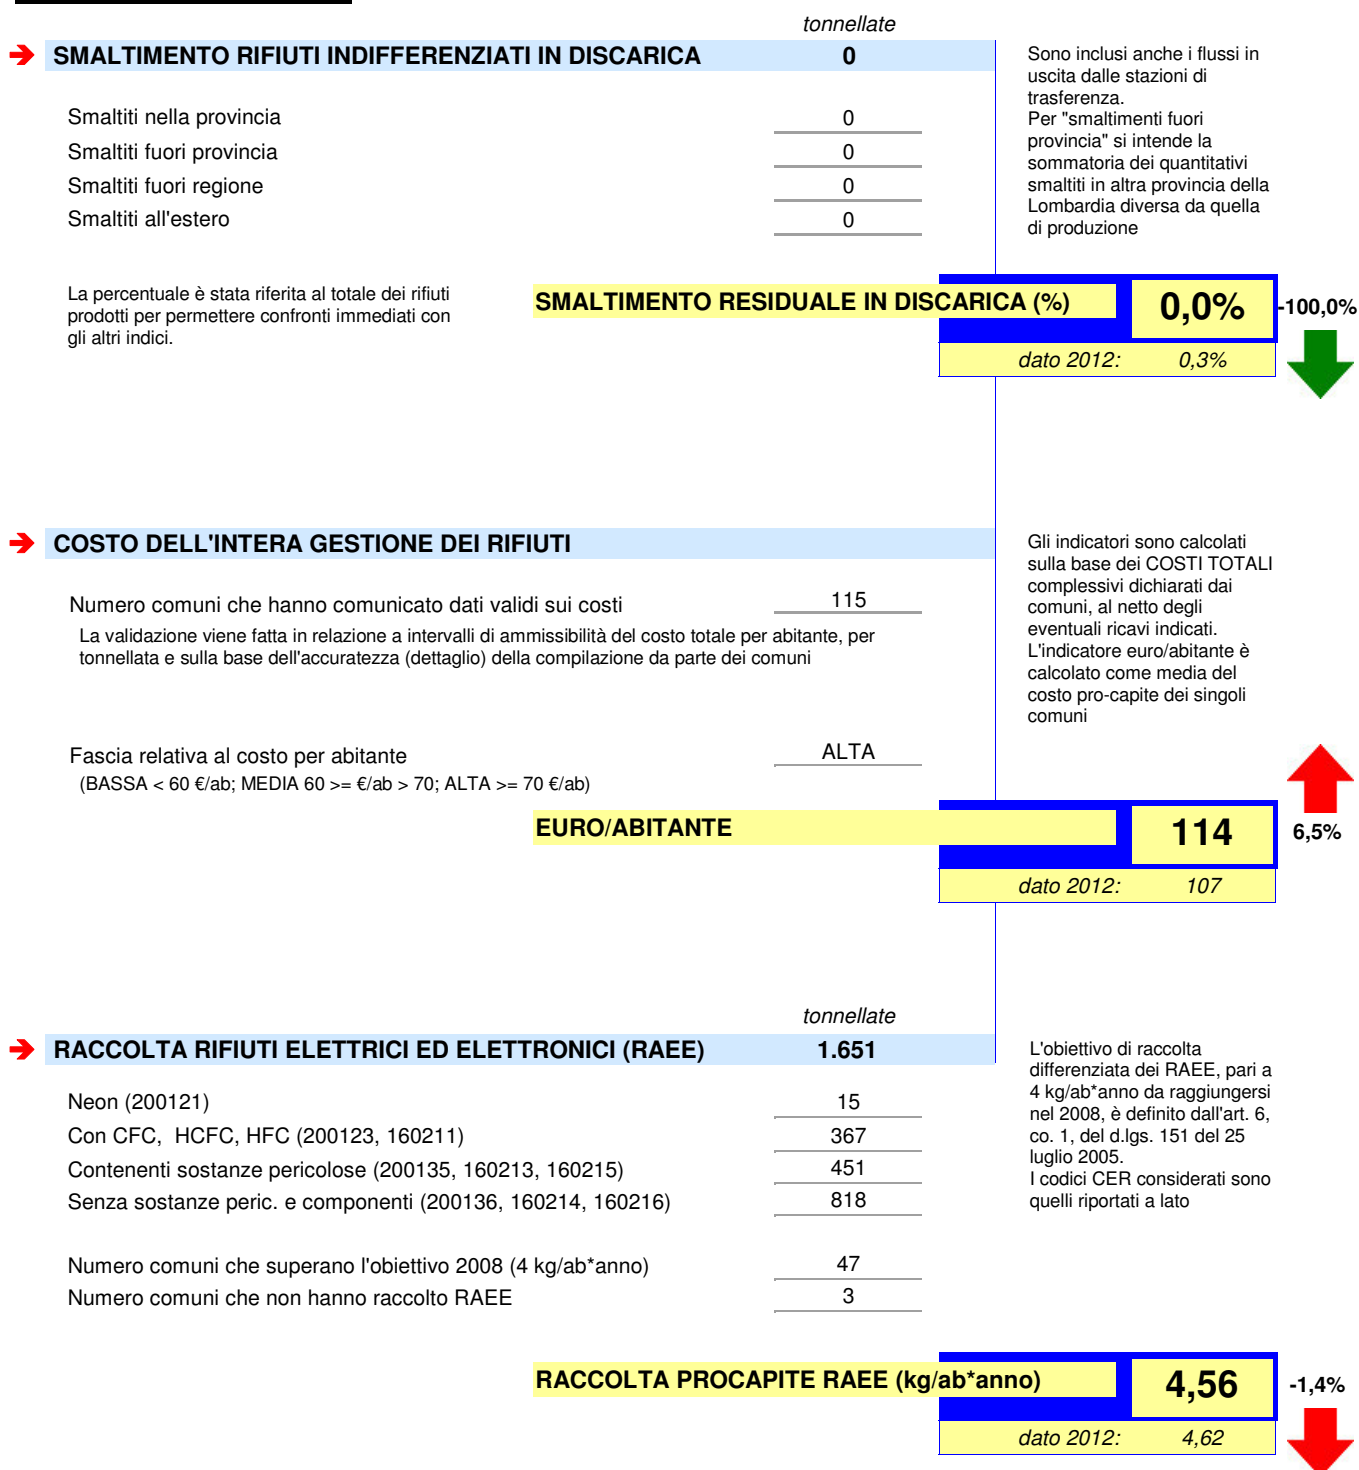 tonnellate
SMALTIMENTO RIFIUTI INDIFFERENZIATI IN DISCARICA 0
Smaltiti nella provincia 0
Smaltiti fuori provincia 0
Smaltiti fuori regione 0
Smaltiti all'estero 0
Sono inclusi anche i flussi in
uscita dalle stazioni di
trasferenza.
Per "smaltimenti fuori
provincia" si intende la
sommatoria dei quantitativi
smaltiti in altra provincia della
Lombardia diversa da quella
di produzione
La percentuale è stata riferita al totale dei rifiuti
prodotti per permettere confronti immediati con
gli altri indici.
SMALTIMENTO RESIDUALE IN DISCARICA (%) 0,0% -100,0%
dato 2012: 0,3%
COSTO DELL'INTERA GESTIONE DEI RIFIUTI
Numero comuni che hanno comunicato dati validi sui costi 115
La validazione viene fatta in relazione a intervalli di ammissibilità del costo totale per abitante, per
tonnellata e sulla base dell'accuratezza (dettaglio) della compilazione da parte dei comuni
Gli indicatori sono calcolati
sulla base dei COSTI TOTALI
complessivi dichiarati dai
comuni, al netto degli
eventuali ricavi indicati.
L'indicatore euro/abitante è
calcolato come media del
costo pro-capite dei singoli
comuni
Fascia relativa al costo per abitante ALTA
(BASSA < 60 €/ab; MEDIA 60 >= €/ab > 70; ALTA >= 70 €/ab)
EURO/ABITANTE 114 6,5%
dato 2012: 107
tonnellate
RACCOLTA RIFIUTI ELETTRICI ED ELETTRONICI (RAEE) 1.651
Neon (200121) 15
Con CFC, HCFC, HFC (200123, 160211) 367
Contenenti sostanze pericolose (200135, 160213, 160215) 451
Senza sostanze peric. e componenti (200136, 160214, 160216) 818
Numero comuni che superano l'obiettivo 2008 (4 kg/ab*anno) 47
Numero comuni che non hanno raccolto RAEE 3
L'obiettivo di raccolta
differenziata dei RAEE, pari a
4 kg/ab*anno da raggiungersi
nel 2008, è definito dall'art. 6,
co. 1, del d.lgs. 151 del 25
luglio 2005.
I codici CER considerati sono
quelli riportati a lato
RACCOLTA PROCAPITE RAEE (kg/ab*anno) 4,56 -1,4%
dato 2012: 4,62